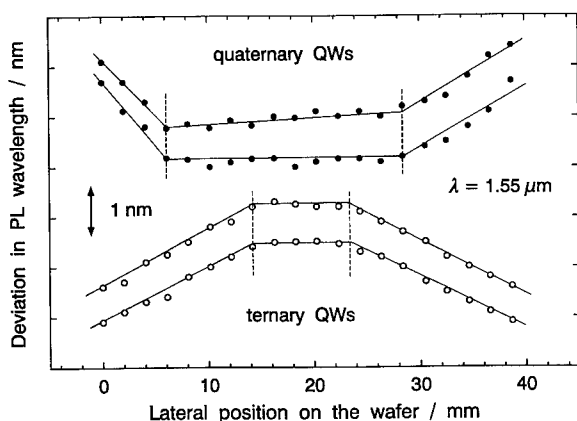 Deviation in PL wavelength / nm
quaternary QWs
λ = 1.55 μm
1 nm
ternary QWs
0 10 20 30 40
Lateral position on the wafer / mm